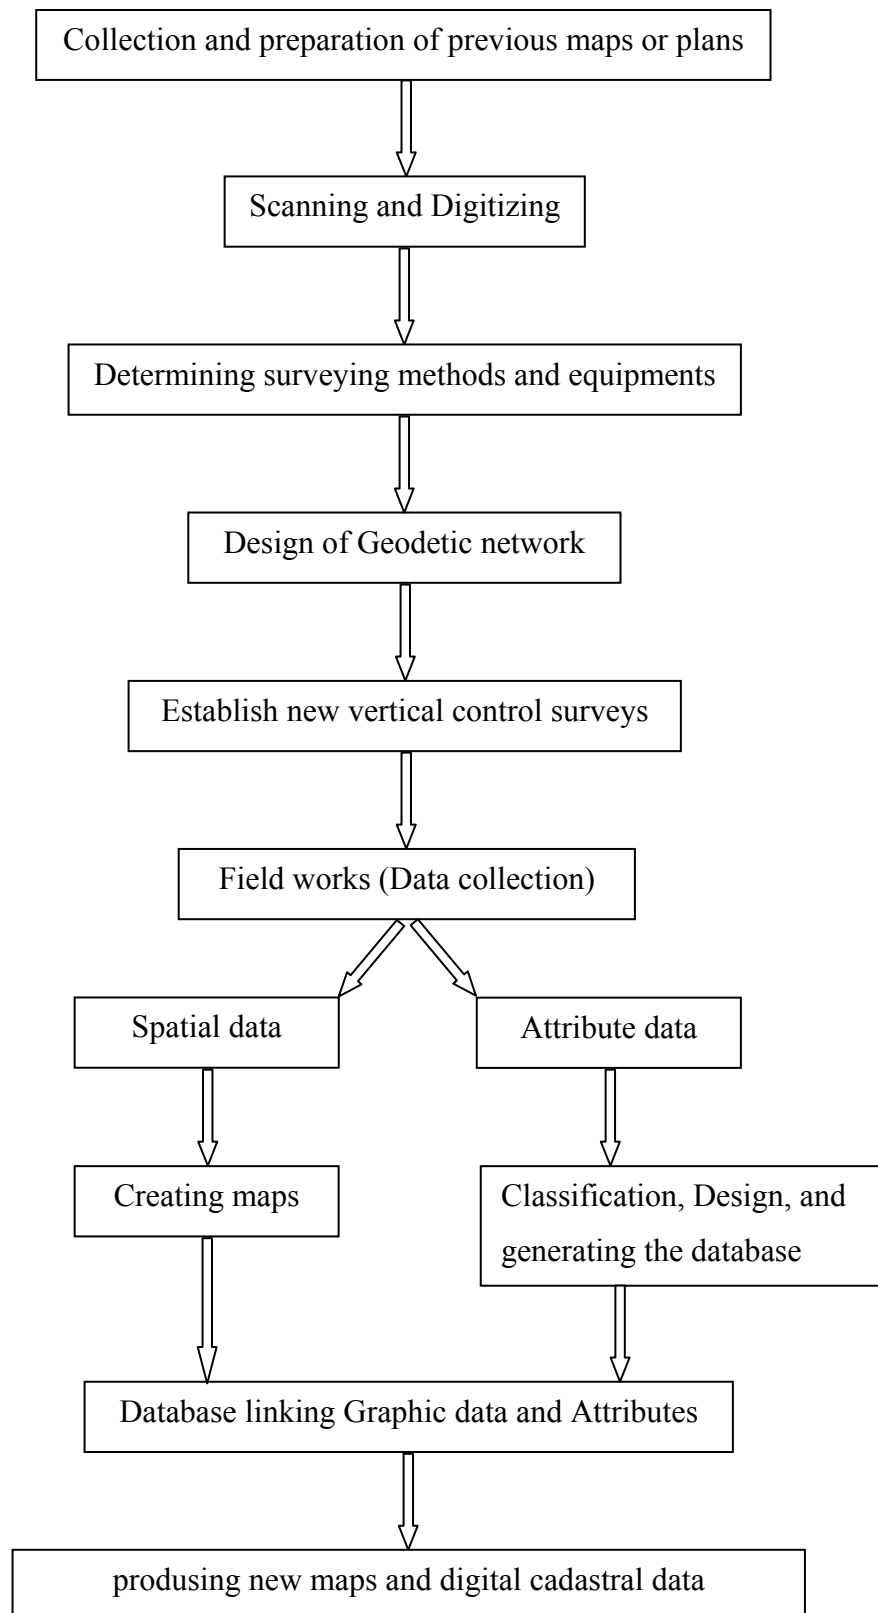 Collection and preparation of previous maps or plans
Scanning and Digitizing
Determining surveying methods and equipments
Design of Geodetic network
Establish new vertical control surveys
Field works (Data collection)
Spatial data
Attribute data
Creating maps
Classification, Design, and
generating the database
Database linking Graphic data and Attributes
produsing new maps and digital cadastral data